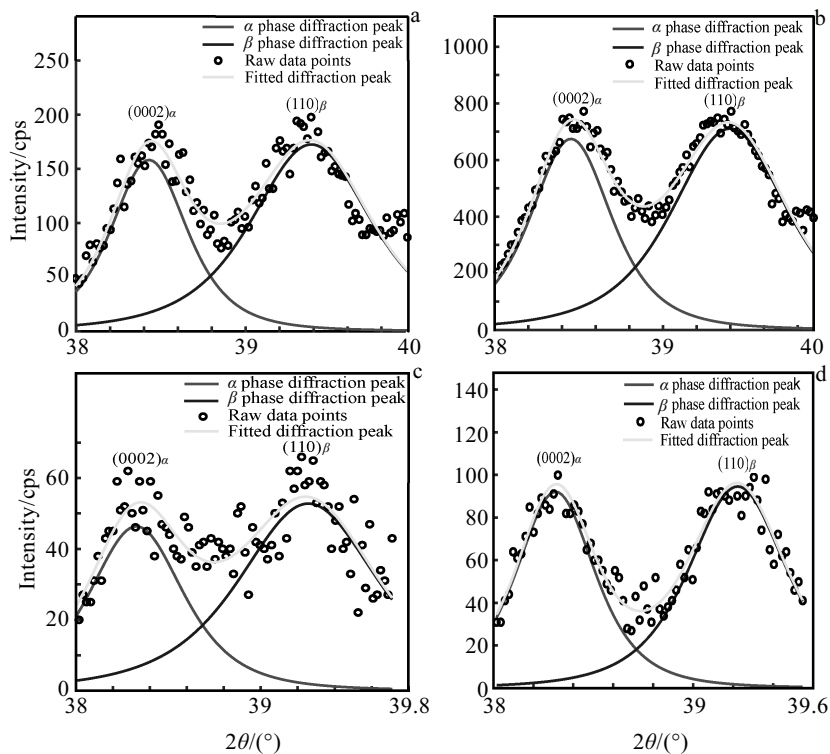 a
α phase diffraction peak
β phase diffraction peak
Raw data points
Fitted diffraction peak
(0002)α
(110)β
250
200
150
100
50
0
38
39
40
Intensity/cps
b
α phase diffraction peak
β phase diffraction peak
Raw data points
Fitted diffraction peak
(0002)α
(110)β
1000
800
600
400
200
0
38
39
40
c
α phase diffraction peak
β phase diffraction peak
Raw data points
Fitted diffraction peak
(0002)α
(110)β
60
40
20
0
38
39
39.8
Intensity/cps
2θ/(°)
d
α phase diffraction peak
β phase diffraction peak
Raw data points
Fitted diffraction peak
(0002)α
(110)β
140
120
100
80
60
40
20
0
38
39
39.6
2θ/(°)